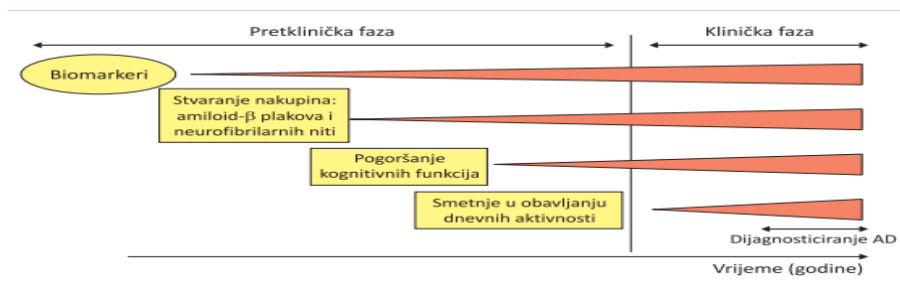 Pretklinička faza
Klinička faza
Biomarkeri
Stvaranje nakupina:
amiloid-β plakova i
neurofibrilarnih niti
Pogoršanje
kognitivnih funkcija
Smetnje u obavljanju
dnevnih aktivnosti
Dijagnosticiranje AD
Vrijeme (godine)